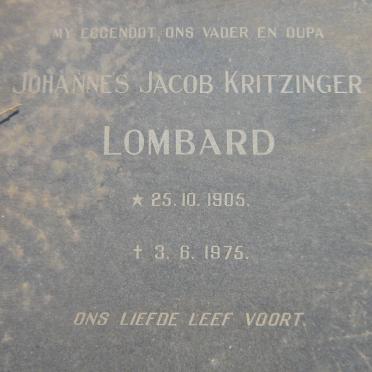 MY EGGENOOT, ONS VADER EN OUPA
JOHANNES JACOB KRITZINGER
LOMBARD
★ 25. 10. 1905.
✝ 3. 6. 1975.
ONS LIEFDE LEEF VOORT.